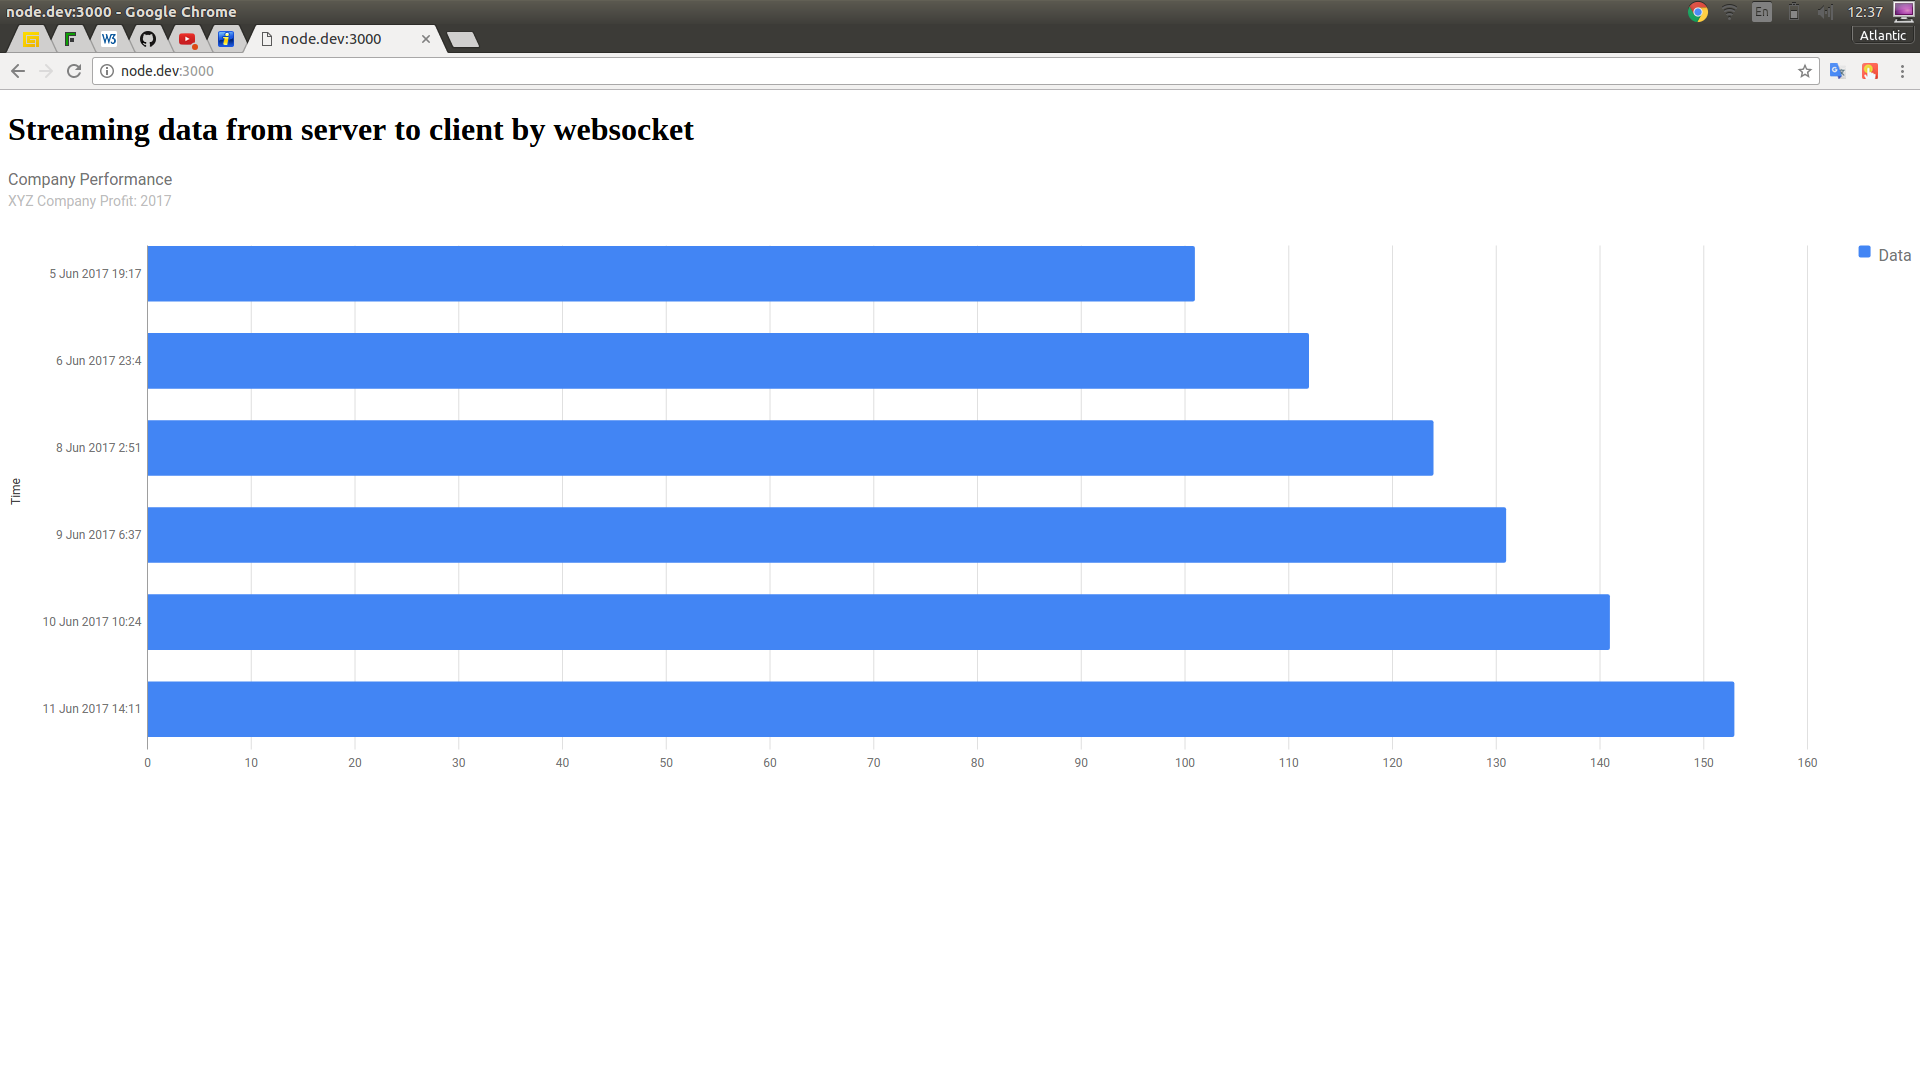 node.dev:3000 - Google Chrome
En
12:37
Atlantic
F
W3
i
node.dev:3000
node.dev:3000
Streaming data from server to client by websocket
Company Performance
XYZ Company Profit: 2017
Data
Time
5 Jun 2017 19:17
6 Jun 2017 23:4
8 Jun 2017 2:51
9 Jun 2017 6:37
10 Jun 2017 10:24
11 Jun 2017 14:11
0 10 20 30 40 50 60 70 80 90 100 110 120 130 140 150 160